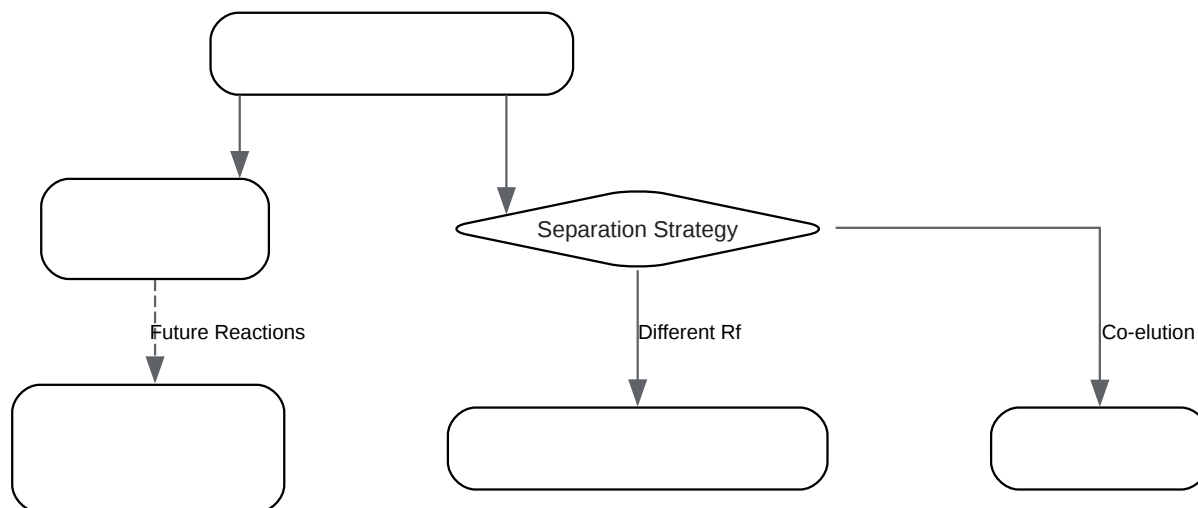 Separation Strategy
Future Reactions
Different Rf
Co-elution